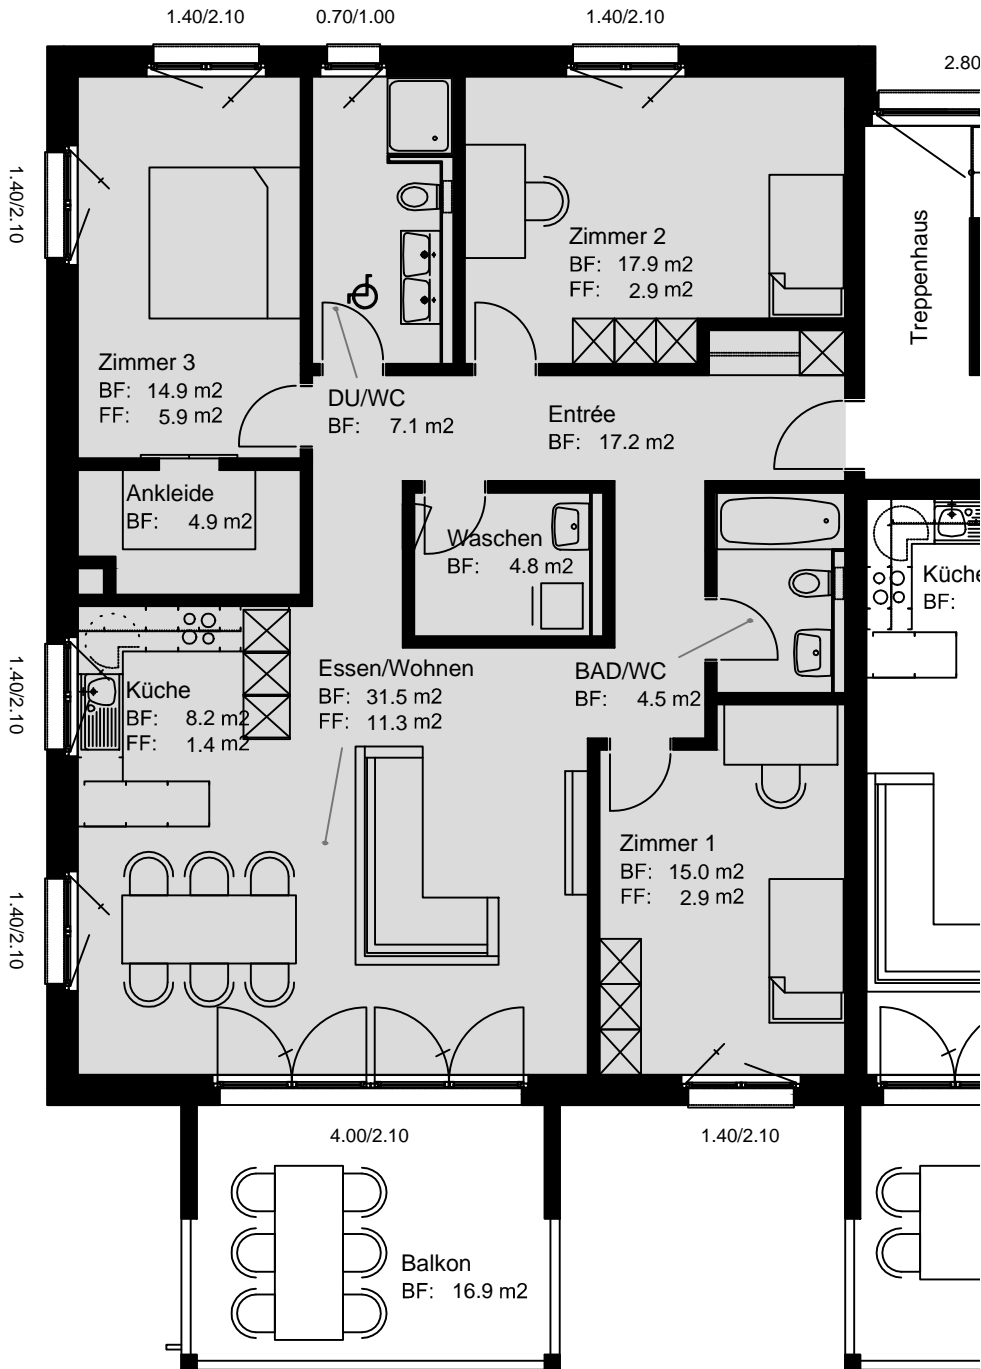 1.40/2.10
0.70/1.00
1.40/2.10
2.80
1.40/2.10
Treppenhaus
Zimmer 2
BF: 17.9 m2
FF: 2.9 m2
Zimmer 3
BF: 14.9 m2
FF: 5.9 m2
DU/WC
BF: 7.1 m2
Entrée
BF: 17.2 m2
Ankleide
BF: 4.9 m2
Waschen
BF: 4.8 m2
Küche
BF:
1.40/2.10
Küche
BF: 8.2 m2
FF: 1.4 m2
Essen/Wohnen
BF: 31.5 m2
FF: 11.3 m2
BAD/WC
BF: 4.5 m2
Zimmer 1
BF: 15.0 m2
FF: 2.9 m2
1.40/2.10
4.00/2.10
1.40/2.10
Balkon
BF: 16.9 m2